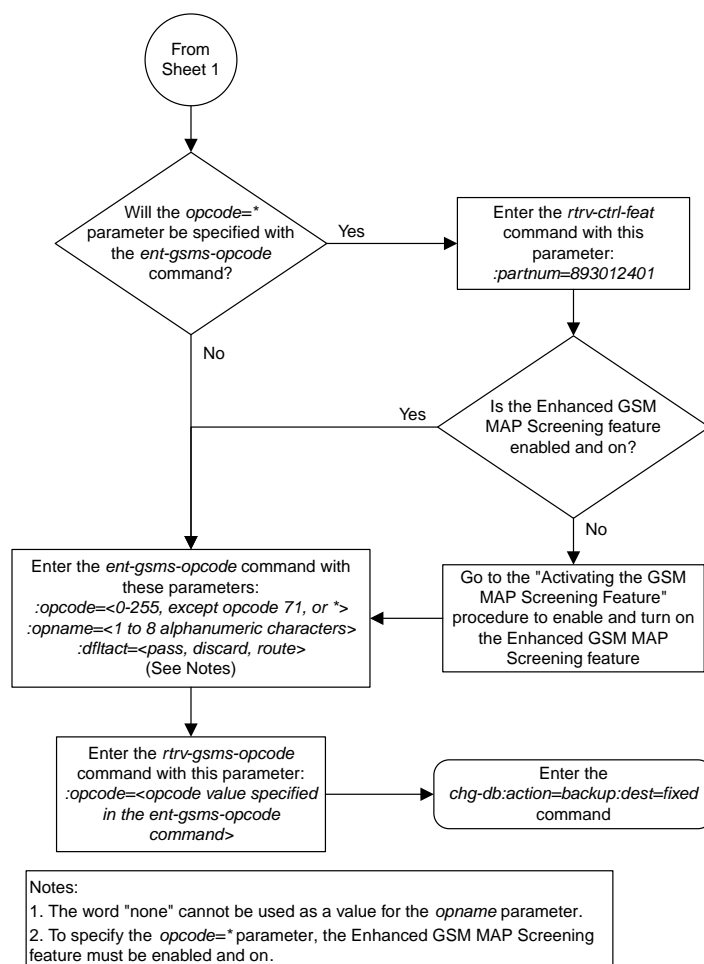 From
Sheet 1
Will the opcode=*
parameter be specified with
the ent-gsms-opcode
command?
Yes
Enter the rtrv-ctrl-feat
command with this
parameter:
:partnum=893012401
No
Yes
Is the Enhanced GSM
MAP Screening feature
enabled and on?
No
Enter the ent-gsms-opcode command with
these parameters:
:opcode=<0-255, except opcode 71, or *>
:opname=<1 to 8 alphanumeric characters>
:dfltact=<pass, discard, route>
(See Notes)
Go to the "Activating the GSM
MAP Screening Feature"
procedure to enable and turn on
the Enhanced GSM MAP
Screening feature
Enter the rtrv-gsms-opcode
command with this parameter:
:opcode=<opcode value specified
in the ent-gsms-opcode
command>
Enter the
chg-db:action=backup:dest=fixed
command
Notes:
1. The word "none" cannot be used as a value for the opname parameter.
2. To specify the opcode=* parameter, the Enhanced GSM MAP Screening
feature must be enabled and on.